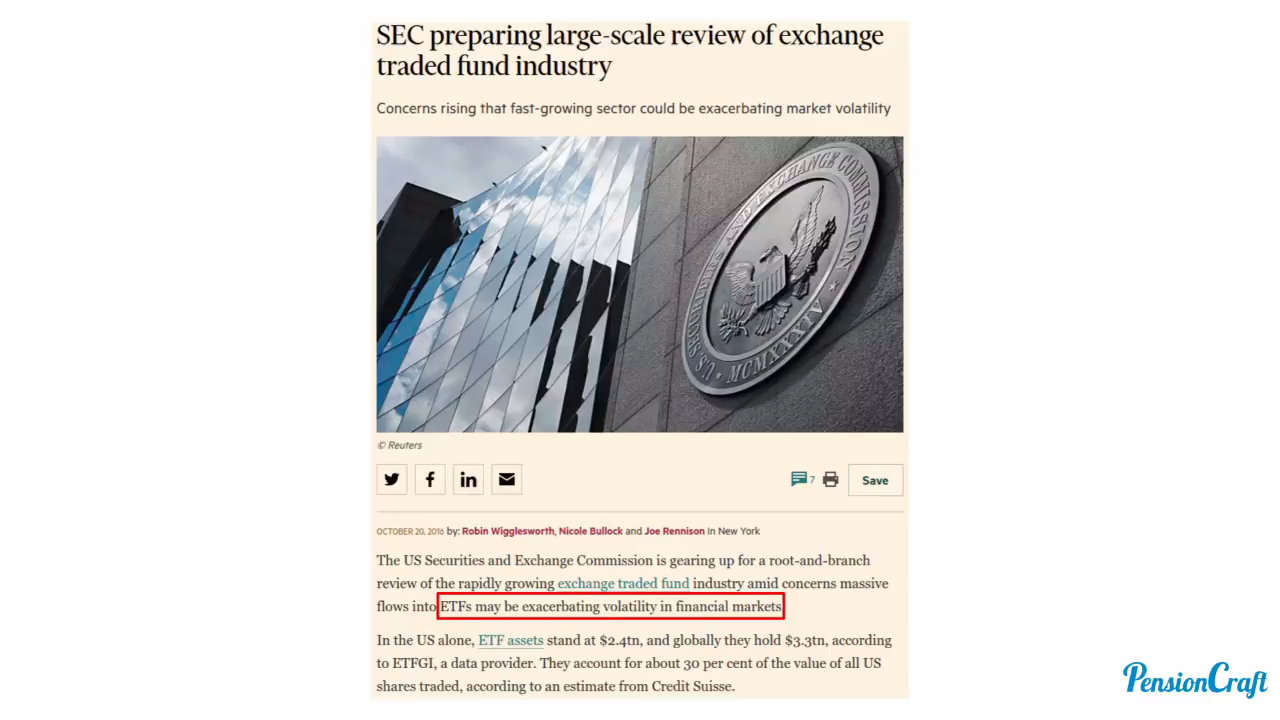 SEC preparing large-scale review of exchange
traded fund industry
Concerns rising that fast-growing sector could be exacerbating market volatility
U.S. SECURITIES AND EXCHANGE COMMISSION
MCMXXXIV
© Reuters
7
Save
OCTOBER 20, 2016 by: Robin Wigglesworth, Nicole Bullock and Joe Rennison in New York
The US Securities and Exchange Commission is gearing up for a root-and-branch
review of the rapidly growing exchange traded fund industry amid concerns massive
flows into ETFs may be exacerbating volatility in financial markets.
In the US alone, ETF assets stand at $2.4tn, and globally they hold $3.3tn, according
to ETFGI, a data provider. They account for about 30 per cent of the value of all US
shares traded, according to an estimate from Credit Suisse.
PensionCraft